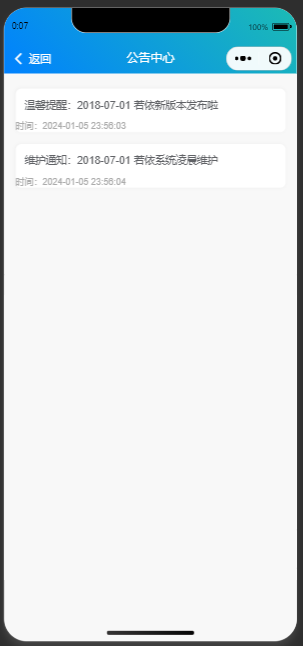 0:07
100%
返回
公告中心
温馨提醒：2018-07-01 若依新版本发布啦
时间：2024-01-05 23:56:03
维护通知：2018-07-01 若依系统凌晨维护
时间：2024-01-05 23:56:04